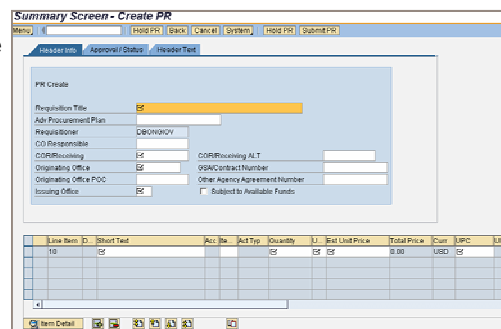 Summary Screen - Create PR
Menu Hold PR Back Cancel System Hold PR Submit PR
Header Info Approval / Status Header Text
PR Create
Requisition Title
Adv Procurement Plan
Requisitioner DBONGIOV
CO Responsible
COR/Receiving COR/Receiving ALT
Originating Office GSA/Contract Number
Originating Office POC Other Agency Agreement Number
Issuing Office Subject to Available Funds
Line Item D... Short Text Acc Ite... Act Typ Quantity U... Est Unit Price Total Price Curr UPC
10 0.00 USD
Item Detail